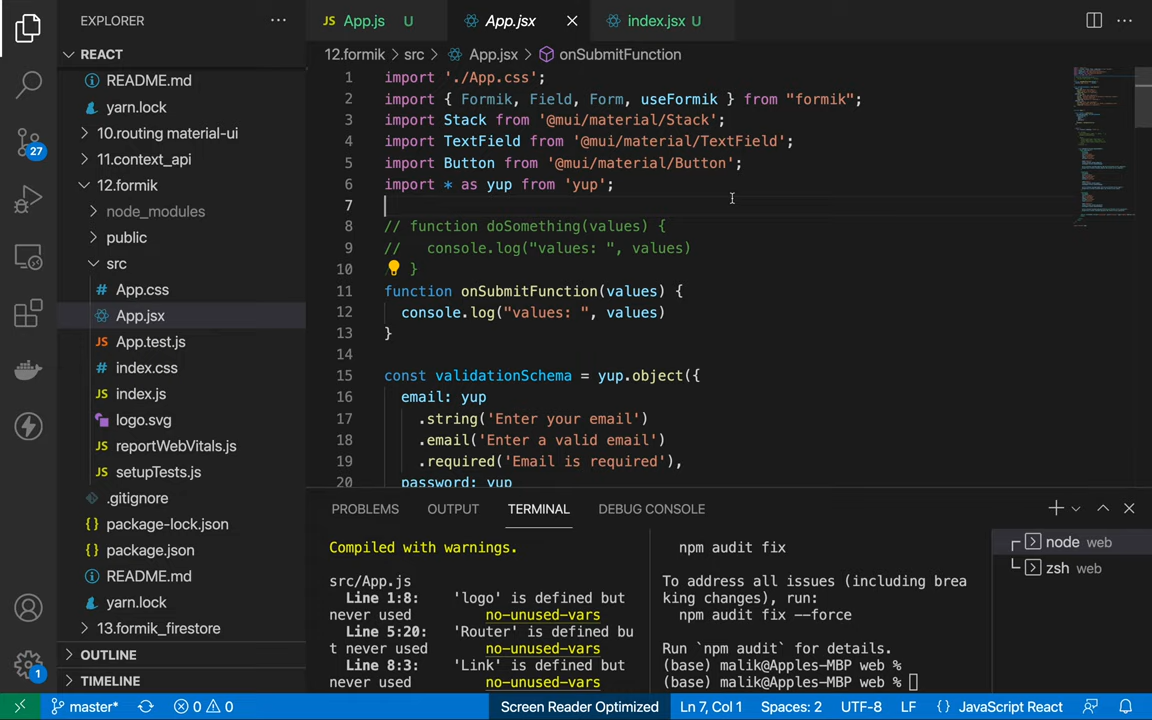 EXPLORER
REACT
README.md
yarn.lock
10.routing material-ui
11.context_api
12.formik
node_modules
public
src
# App.css
App.jsx
JS App.test.js
# index.css
JS index.js
logo.svg
JS reportWebVitals.js
JS setupTests.js
.gitignore
{} package-lock.json
{} package.json
README.md
yarn.lock
13.formik_firestore
OUTLINE
TIMELINE
27
1
JS App.js U
App.jsx
index.jsx U
12.formik > src > App.jsx > onSubmitFunction
1 import './App.css';
2 import { Formik, Field, Form, useFormik } from "formik";
3 import Stack from '@mui/material/Stack';
4 import TextField from '@mui/material/TextField';
5 import Button from '@mui/material/Button';
6 import * as yup from 'yup';
7
8 // function doSomething(values) {
9 // console.log("values: ", values)
10 }
11 function onSubmitFunction(values) {
12 console.log("values: ", values)
13 }
14
15 const validationSchema = yup.object({
16 email: yup
17 .string('Enter your email')
18 .email('Enter a valid email')
19 .required('Email is required'),
20 password: yup
PROBLEMS OUTPUT TERMINAL DEBUG CONSOLE
Compiled with warnings.
src/App.js
Line 1:8: 'logo' is defined but
never used no-unused-vars
Line 5:20: 'Router' is defined bu
t never used no-unused-vars
Line 8:3: 'Link' is defined but
never used no-unused-vars
npm audit fix
To address all issues (including brea
king changes), run:
npm audit fix --force
Run `npm audit` for details.
(base) malik@Apples-MBP web %
(base) malik@Apples-MBP web %
node web
zsh web
master* 0 0 Screen Reader Optimized Ln 7, Col 1 Spaces: 2 UTF-8 LF {} JavaScript React